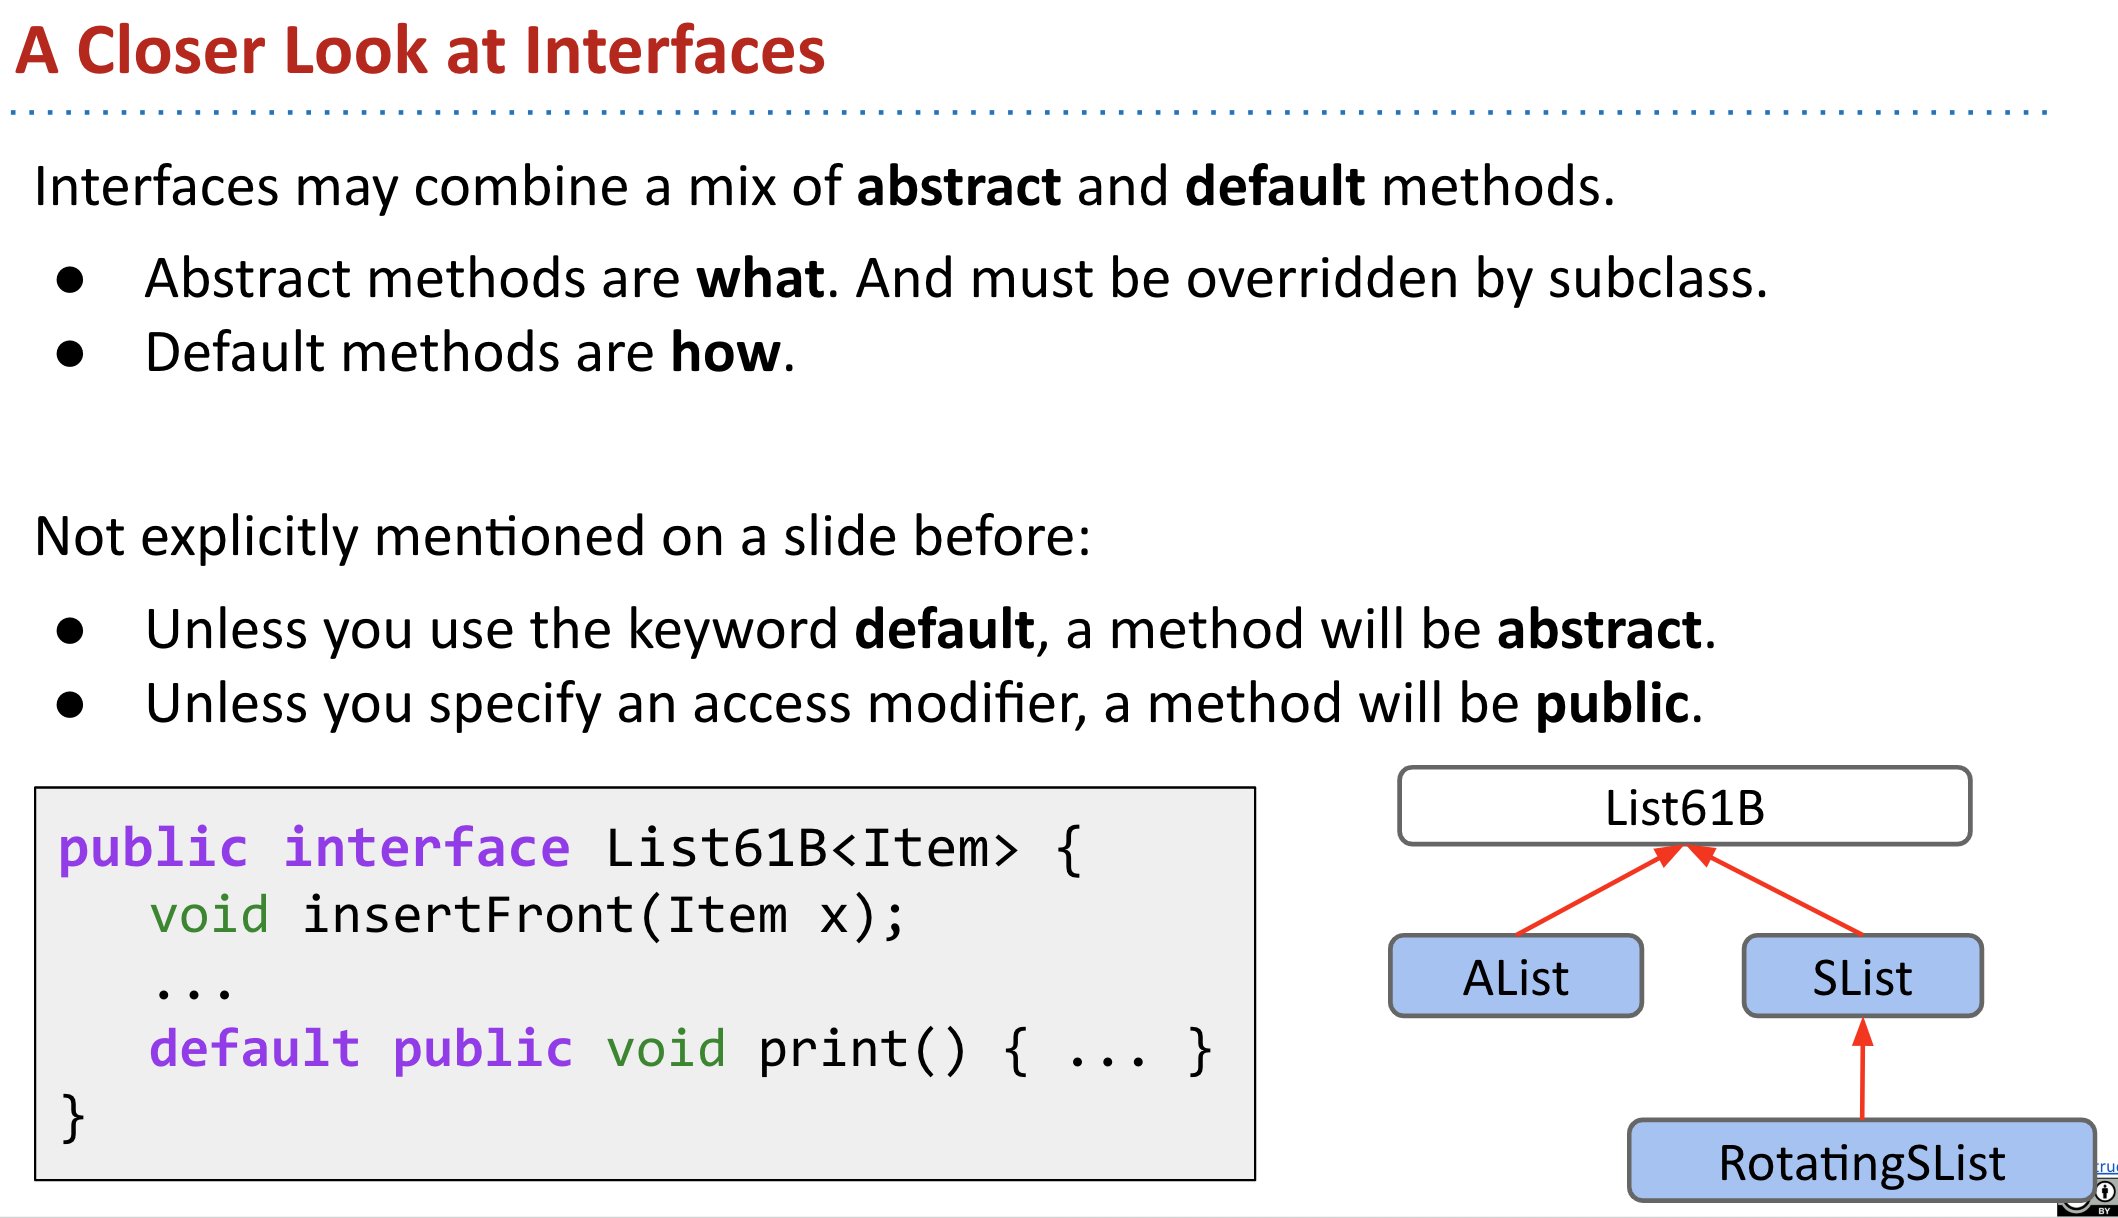 A Closer Look at Interfaces
Interfaces may combine a mix of abstract and default methods.
● Abstract methods are what. And must be overridden by subclass.
● Default methods are how.
Not explicitly mentioned on a slide before:
● Unless you use the keyword default, a method will be abstract.
● Unless you specify an access modifier, a method will be public.
public interface List61B<Item> {
void insertFront(Item x);
...
default public void print() { ... }
}
List61B
AList
SList
RotatingSList
BY